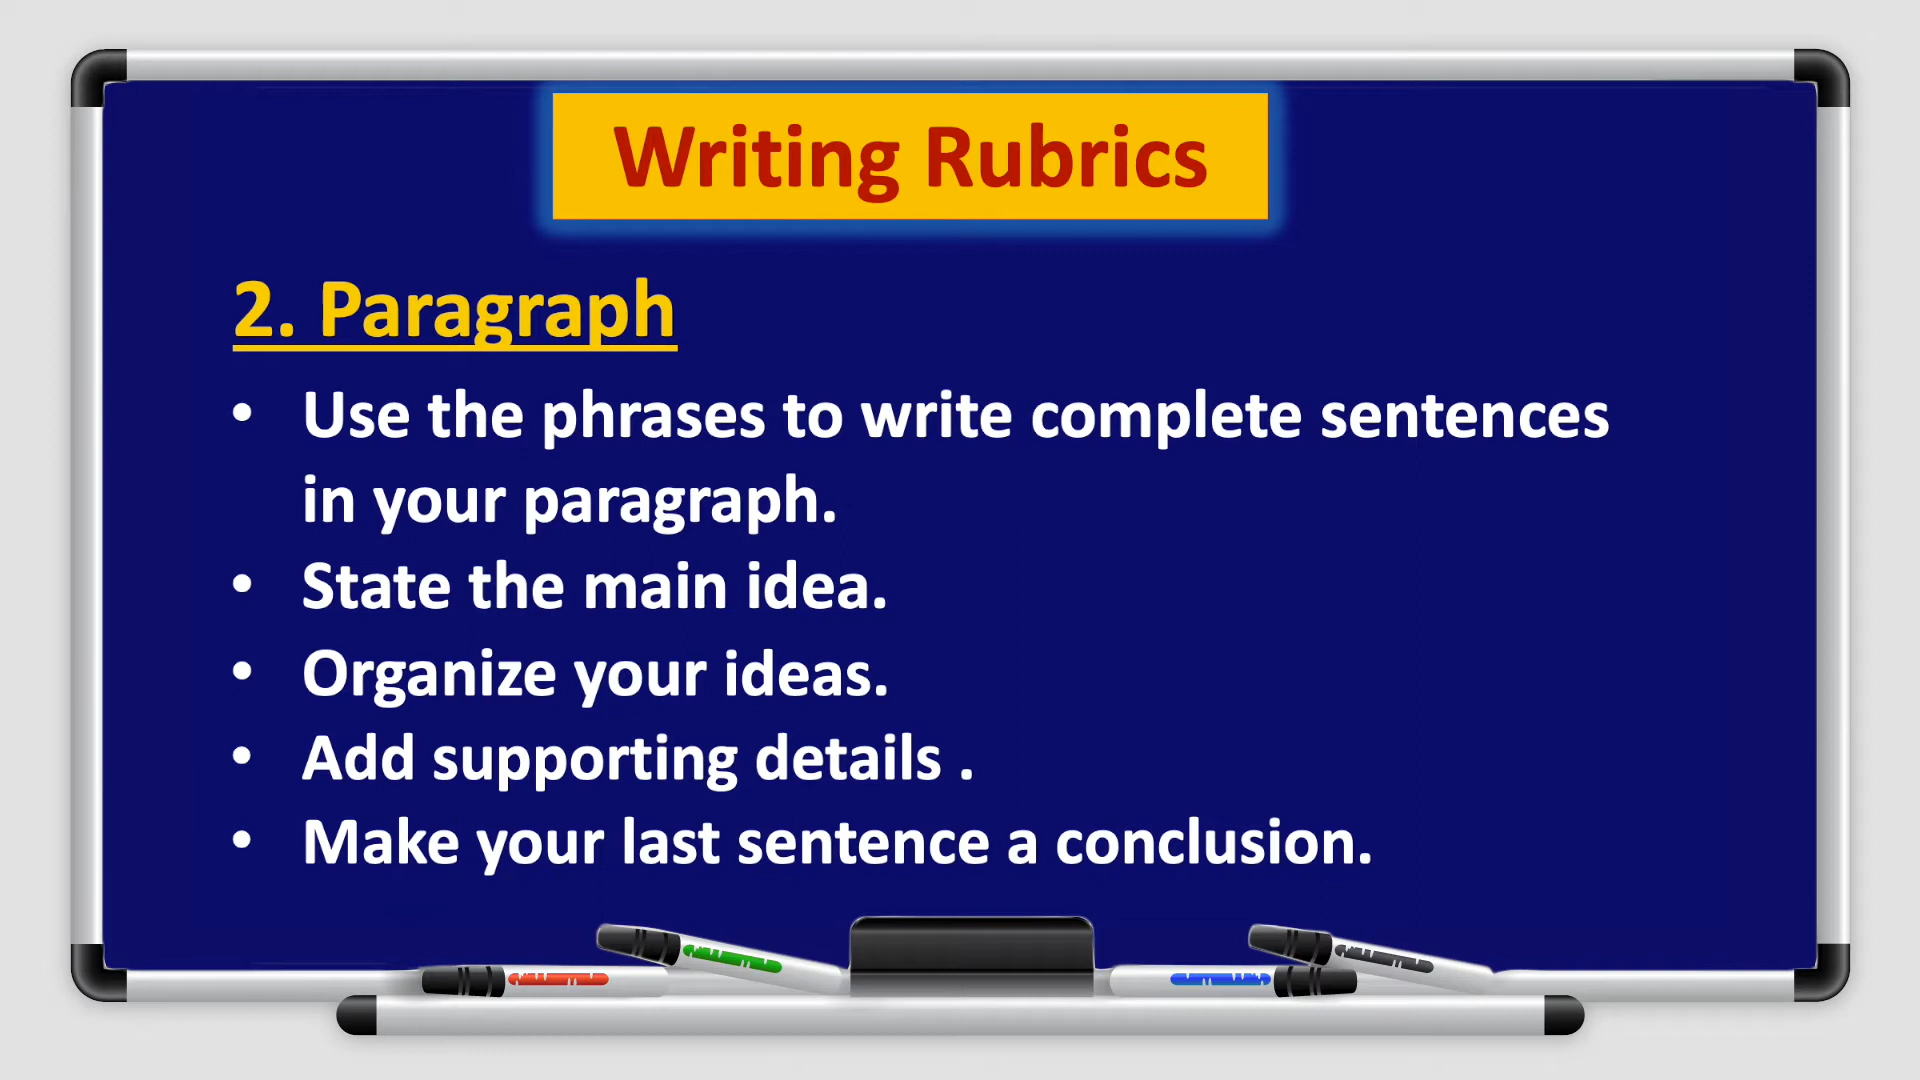 Writing Rubrics
2. Paragraph
• Use the phrases to write complete sentences
in your paragraph.
• State the main idea.
• Organize your ideas.
• Add supporting details .
• Make your last sentence a conclusion.